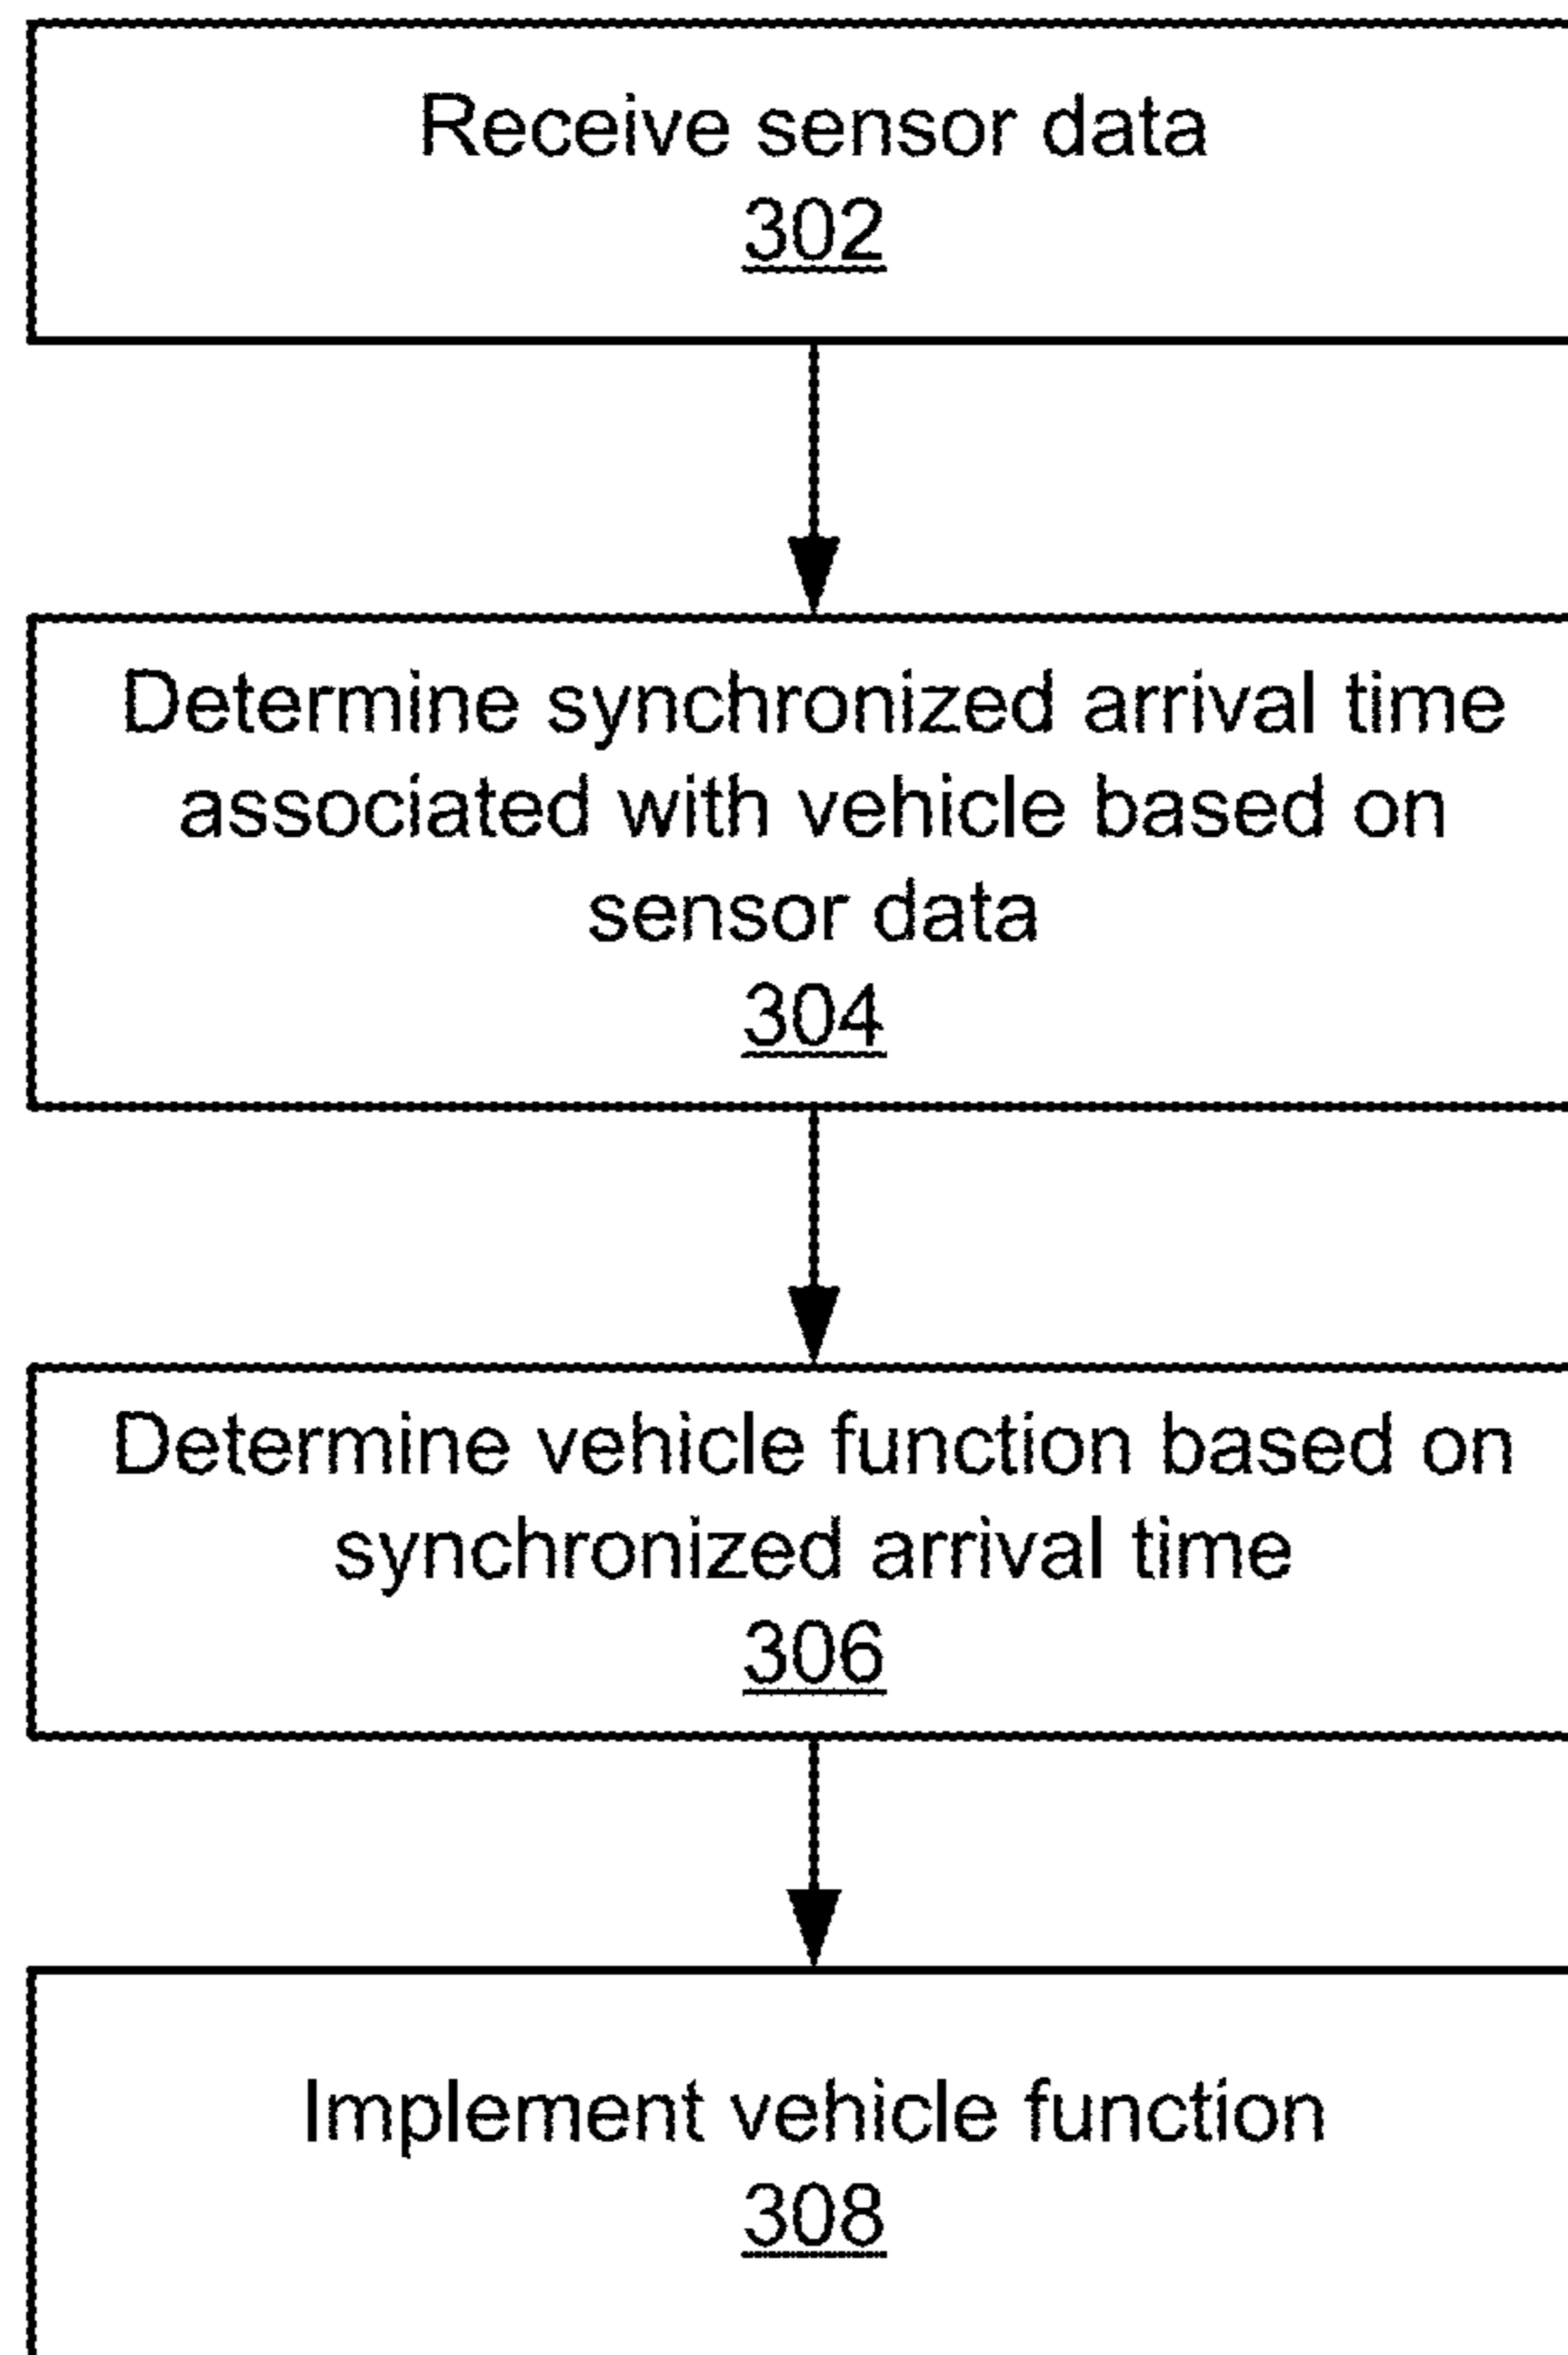 Receive sensor data
302
Determine synchronized arrival time
associated with vehicle based on
sensor data
304
Determine vehicle function based on
synchronized arrival time
306
Implement vehicle function
308